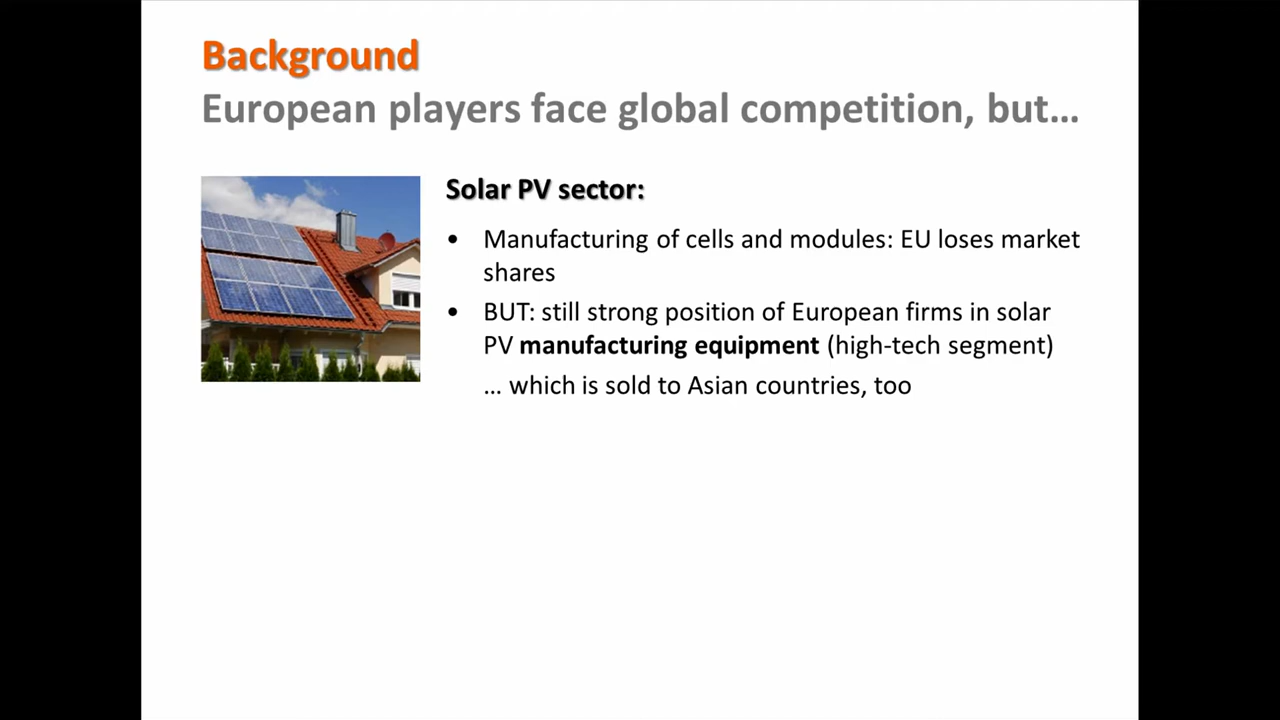 Background
European players face global competition, but…
Solar PV sector:
• Manufacturing of cells and modules: EU loses market
shares
• BUT: still strong position of European firms in solar
PV manufacturing equipment (high-tech segment)
… which is sold to Asian countries, too